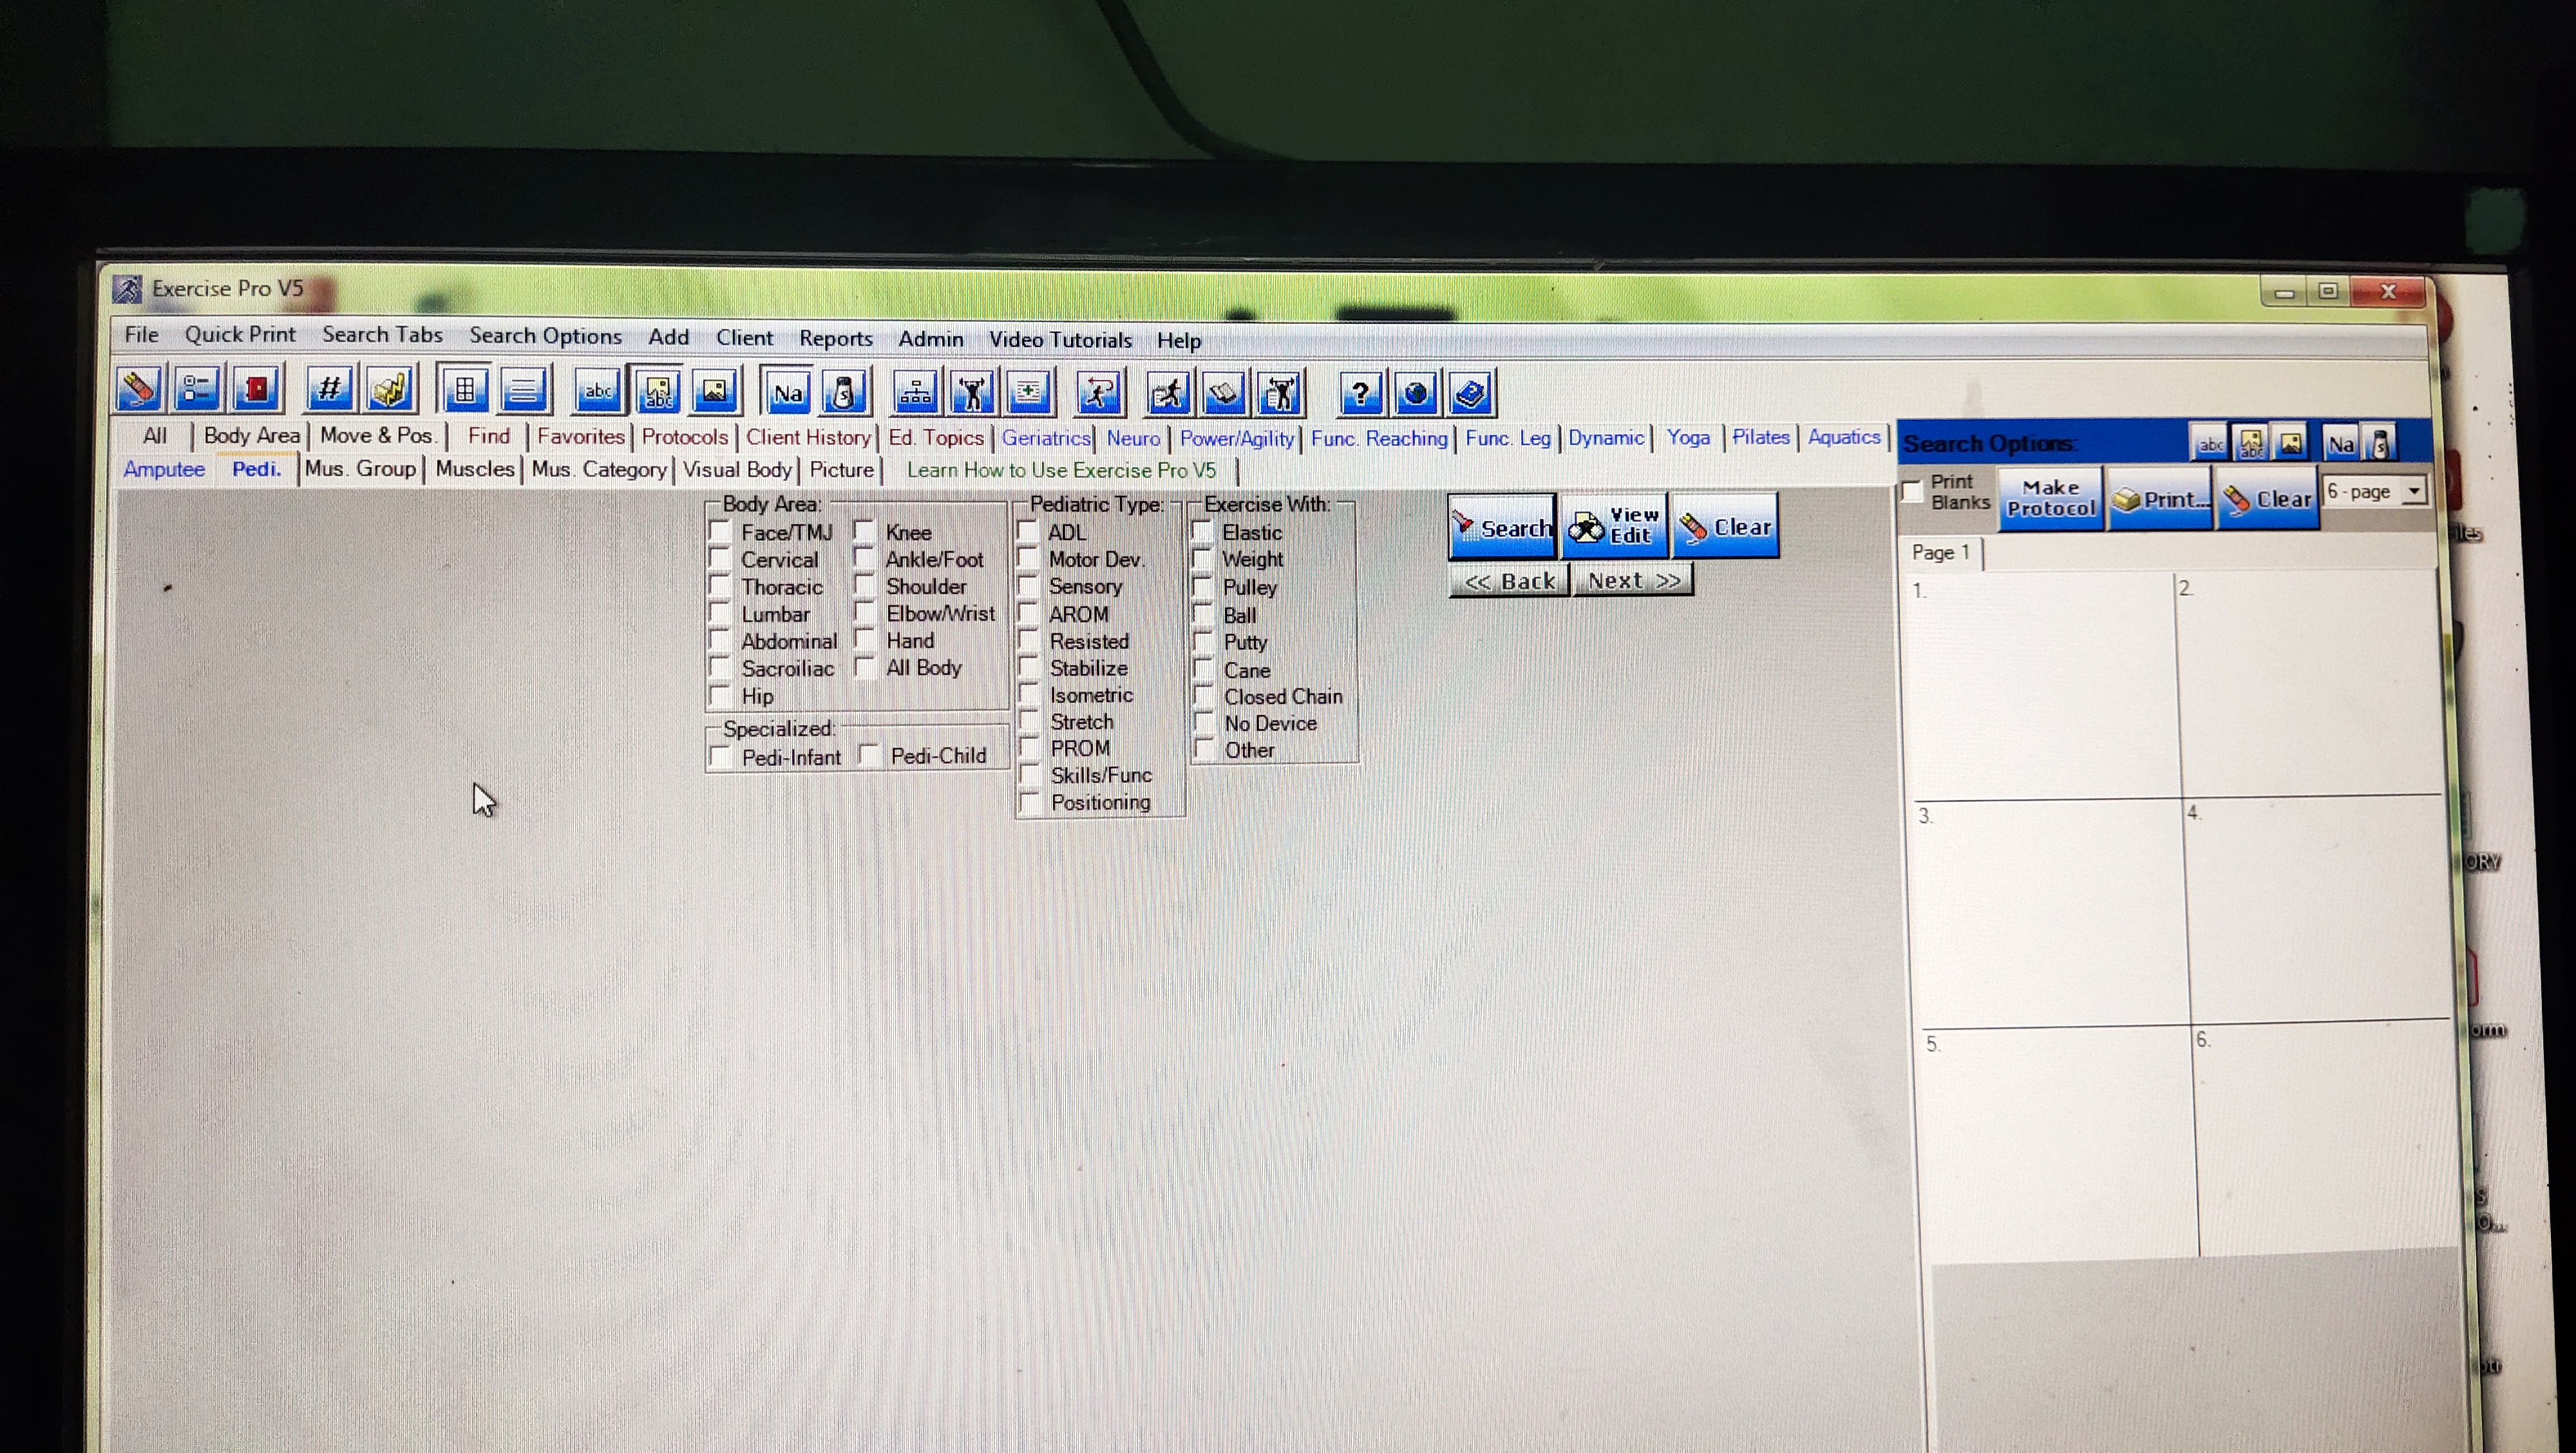 Exercise Pro V5
File Quick Print Search Tabs Search Options Add Client Reports Admin Video Tutorials Help
# abc abc Na $ ?
All Body Area Move & Pos. Find Favorites Protocols Client History Ed. Topics Geriatrics Neuro Power/Agility Func. Reaching Func. Leg Dynamic Yoga Pilates Aquatics
Amputee Pedi. Mus. Group Muscles Mus. Category Visual Body Picture Learn How to Use Exercise Pro V5
Body Area:
Face/TMJ Knee
Cervical Ankle/Foot
Thoracic Shoulder
Lumbar Elbow/Wrist
Abdominal Hand
Sacroiliac All Body
Hip
Specialized:
Pedi-Infant Pedi-Child
Pediatric Type:
ADL
Motor Dev.
Sensory
AROM
Resisted
Stabilize
Isometric
Stretch
PROM
Skills/Func
Positioning
Exercise With:
Elastic
Weight
Pulley
Ball
Putty
Cane
Closed Chain
No Device
Other
Search View Edit Clear
<< Back Next >>
Search Options: abc abc Na $
Print Blanks Make Protocol Print... Clear 6 - page
Page 1
1. 2.
3. 4.
5. 6.
ORY